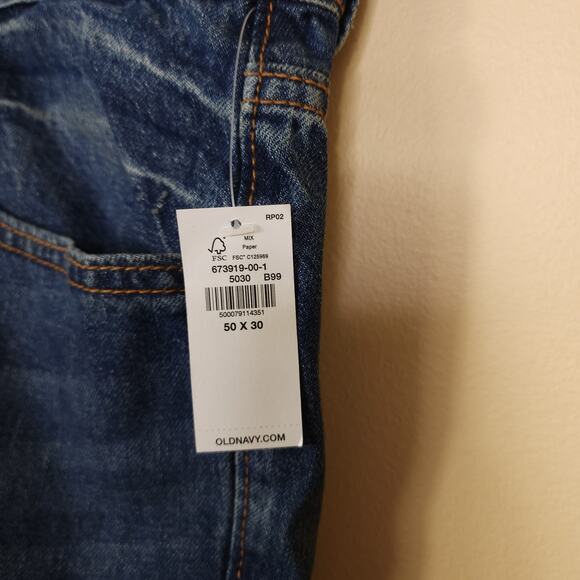 RP02
MIX
Paper
FSC FSC® C125969
673919-00-1
5030 B99
500079114351
50 X 30
OLDNAVY.COM